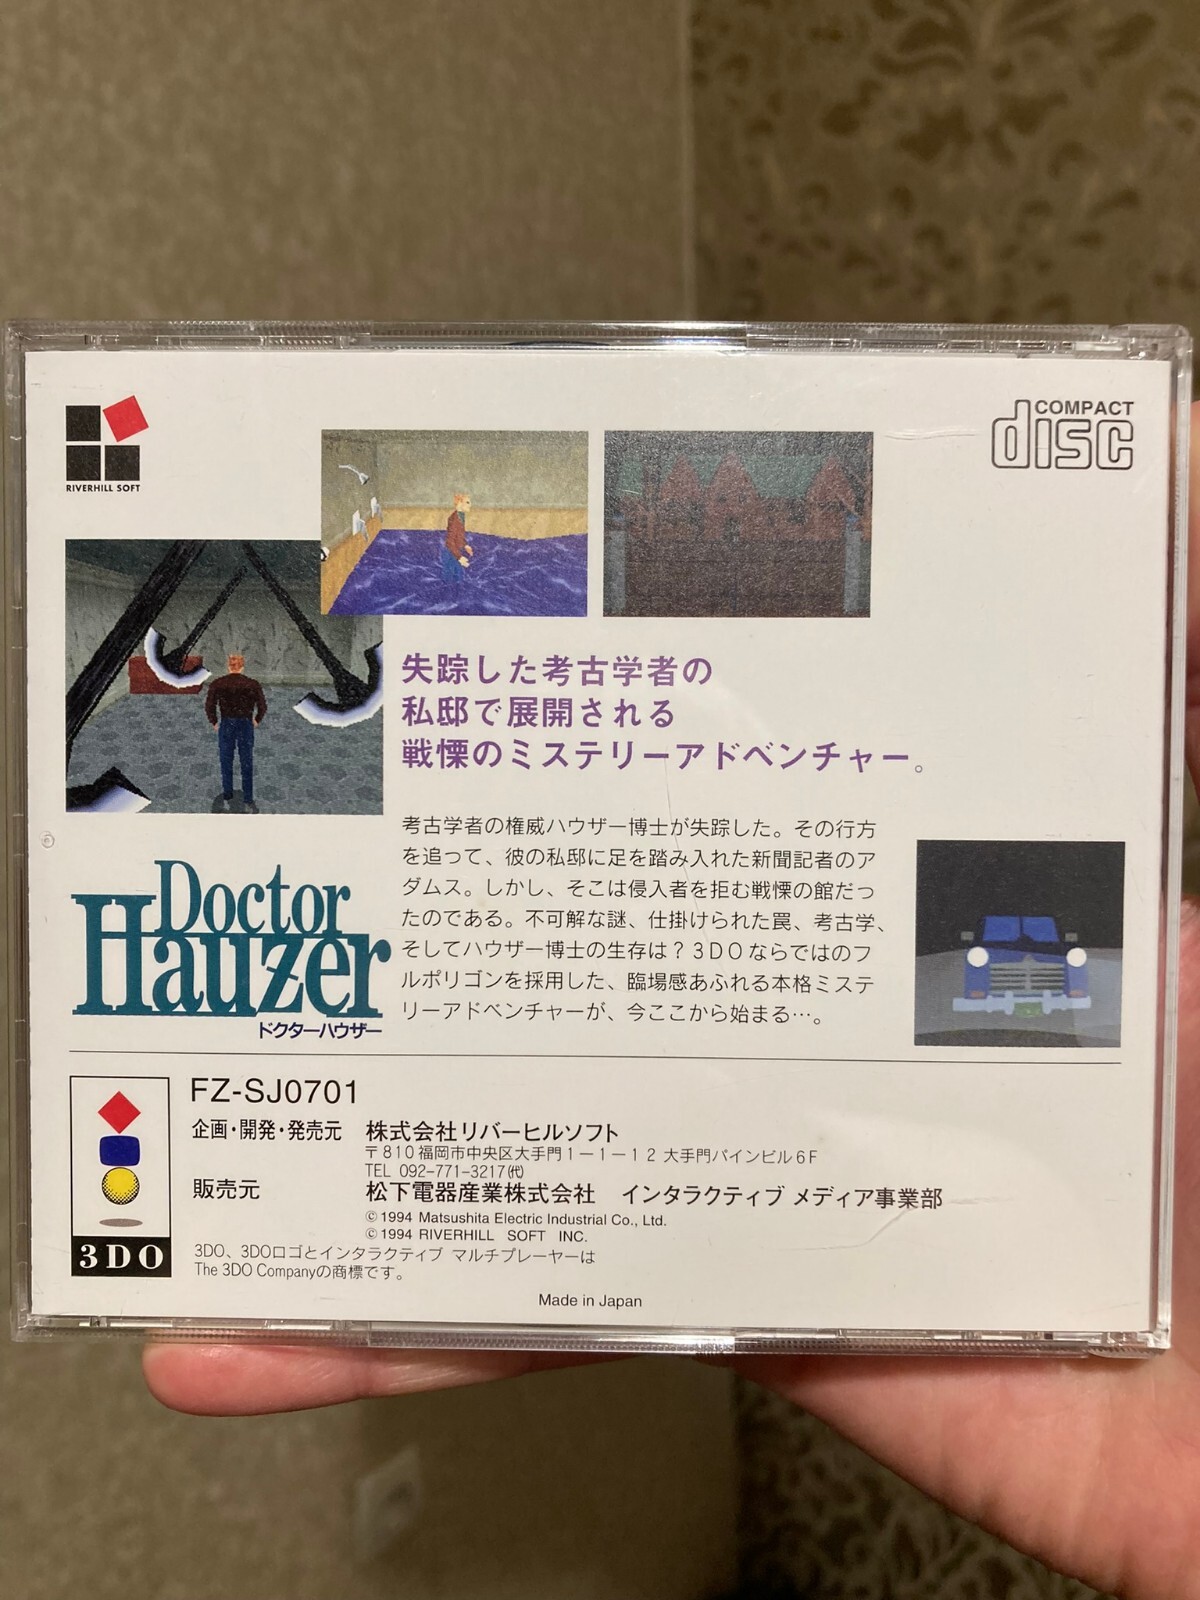 RIVERHILL SOFT
COMPACT
disc
失踪した考古学者の
私邸で展開される
戦慄のミステリーアドベンチャー。
考古学者の権威ハウザー博士が失踪した。その行方
を追って、彼の私邸に足を踏み入れた新聞記者のア
ダムス。しかし、そこは侵入者を拒む戦慄の館だっ
たのである。不可解な謎、仕掛けられた罠、考古学、
そしてハウザー博士の生存は？３ＤＯならではのフ
ルポリゴンを採用した、臨場感あふれる本格ミステ
リーアドベンチャーが、今ここから始まる…。
Doctor
Hauzer
ドクターハウザー
FZ-SJ0701
企画・開発・発売元 株式会社リバーヒルソフト
〒810福岡市中央区大手門１－１－１２ 大手門パインビル６Ｆ
TEL 092-771-3217㈹
販売元 松下電器産業株式会社 インタラクティブ メディア事業部
©1994 Matsushita Electric Industrial Co., Ltd.
©1994 RIVERHILL SOFT INC.
3DO、3DOロゴとインタラクティブ マルチプレーヤーは
The 3DO Companyの商標です。
3DO
Made in Japan